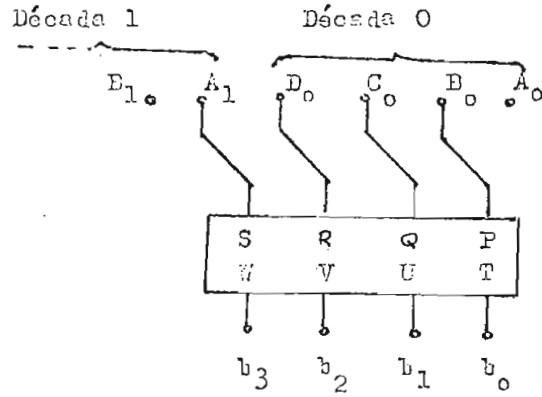 Década 1 Década 0
B₁ A₁ D₀ C₀ B₀ A₀
S R Q P
W V U T
b₃ b₂ b₁ b₀